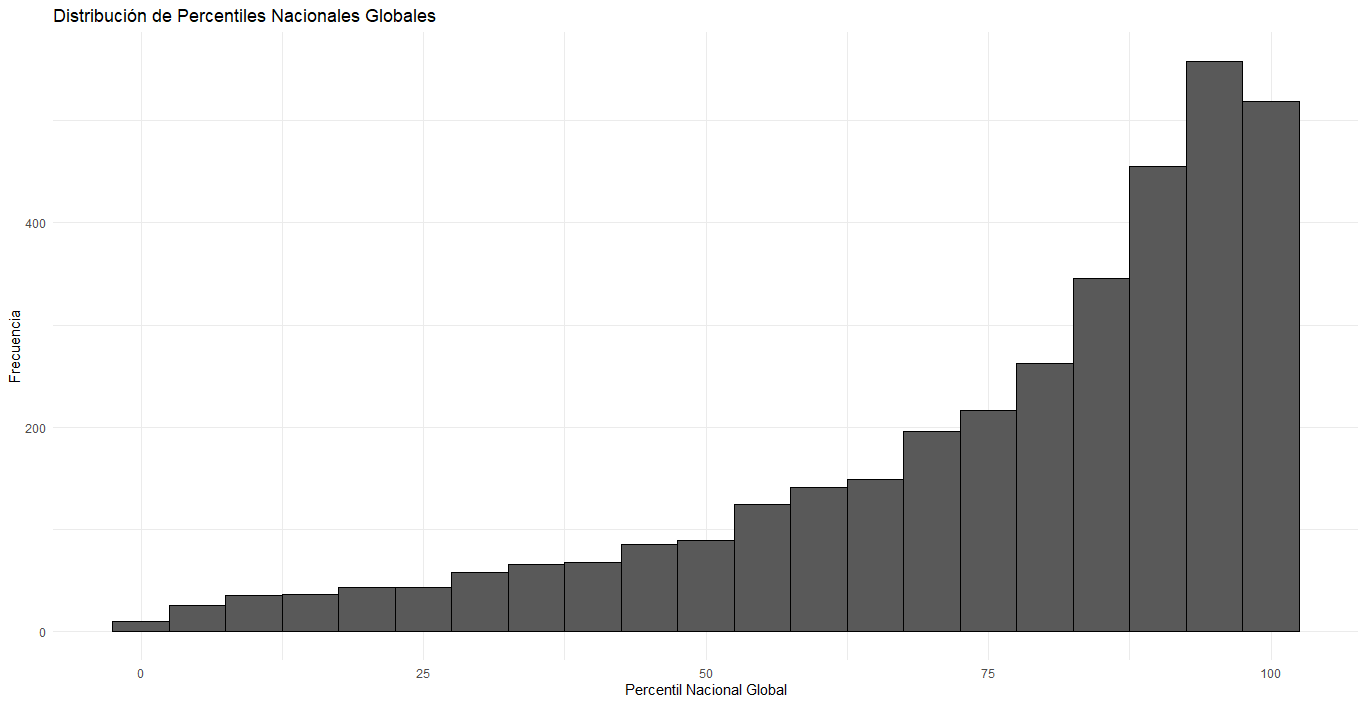 Distribución de Percentiles Nacionales Globales
Frecuencia
400
200
0
0 25 50 75 100
Percentil Nacional Global